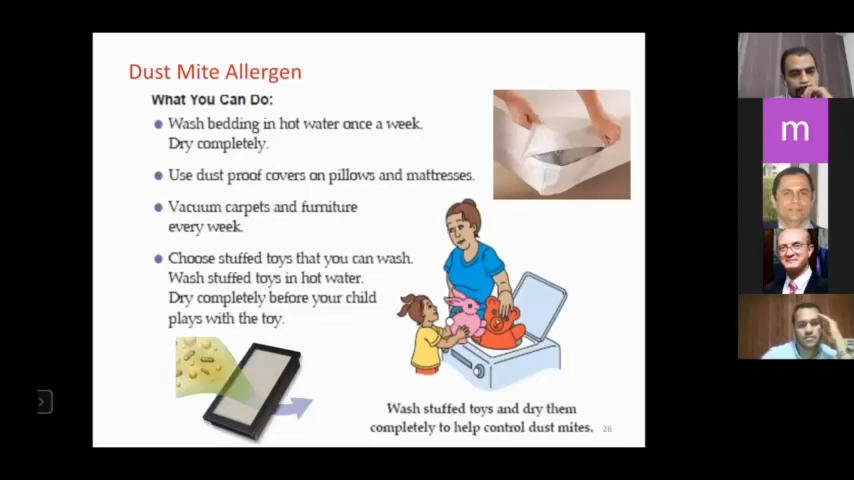 Dust Mite Allergen
What You Can Do:
Wash bedding in hot water once a week.
Dry completely.
Use dust proof covers on pillows and mattresses.
Vacuum carpets and furniture
every week.
Choose stuffed toys that you can wash.
Wash stuffed toys in hot water.
Dry completely before your child
plays with the toy.
Wash stuffed toys and dry them
completely to help control dust mites.
26
m